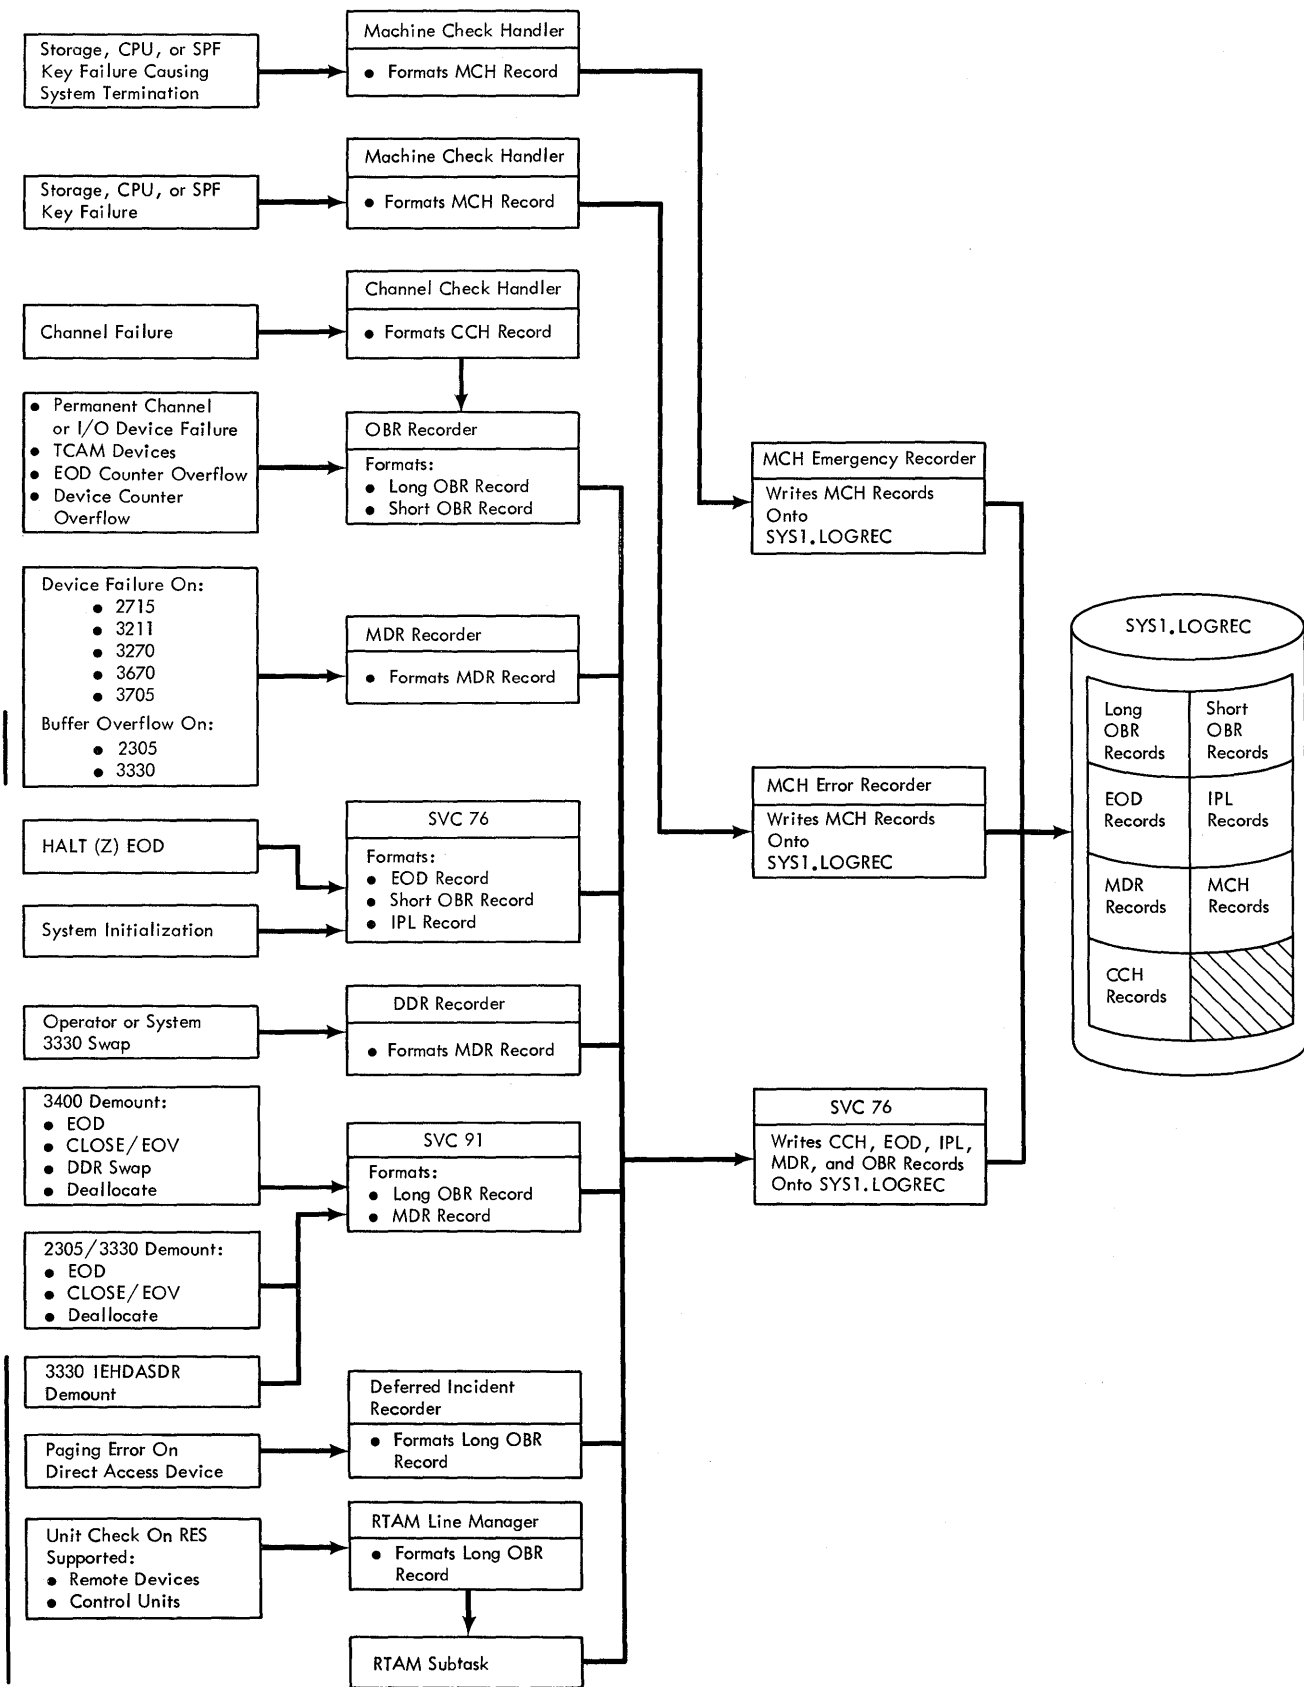 Storage, CPU, or SPF
Key Failure Causing
System Termination
Machine Check Handler
● Formats MCH Record
Storage, CPU, or SPF
Key Failure
Machine Check Handler
● Formats MCH Record
Channel Failure
Channel Check Handler
● Formats CCH Record
● Permanent Channel
or I/O Device Failure
● TCAM Devices
● EOD Counter Overflow
● Device Counter
Overflow
OBR Recorder
Formats:
● Long OBR Record
● Short OBR Record
Device Failure On:
● 2715
● 3211
● 3270
● 3670
● 3705
Buffer Overflow On:
● 2305
● 3330
MDR Recorder
● Formats MDR Record
HALT (Z) EOD
System Initialization
SVC 76
Formats:
● EOD Record
● Short OBR Record
● IPL Record
Operator or System
3330 Swap
DDR Recorder
● Formats MDR Record
3400 Demount:
● EOD
● CLOSE/EOV
● DDR Swap
● Deallocate
2305/3330 Demount:
● EOD
● CLOSE/EOV
● Deallocate
3330 IEHDASDR
Demount
SVC 91
Formats:
● Long OBR Record
● MDR Record
Paging Error On
Direct Access Device
Deferred Incident
Recorder
● Formats Long OBR
Record
Unit Check On RES
Supported:
● Remote Devices
● Control Units
RTAM Line Manager
● Formats Long OBR
Record
RTAM Subtask
MCH Emergency Recorder
Writes MCH Records
Onto
SYS1.LOGREC
MCH Error Recorder
Writes MCH Records
Onto
SYS1.LOGREC
SVC 76
Writes CCH, EOD, IPL,
MDR, and OBR Records
Onto SYS1.LOGREC
SYS1.LOGREC
Long
OBR
Records
Short
OBR
Records
EOD
Records
IPL
Records
MDR
Records
MCH
Records
CCH
Records